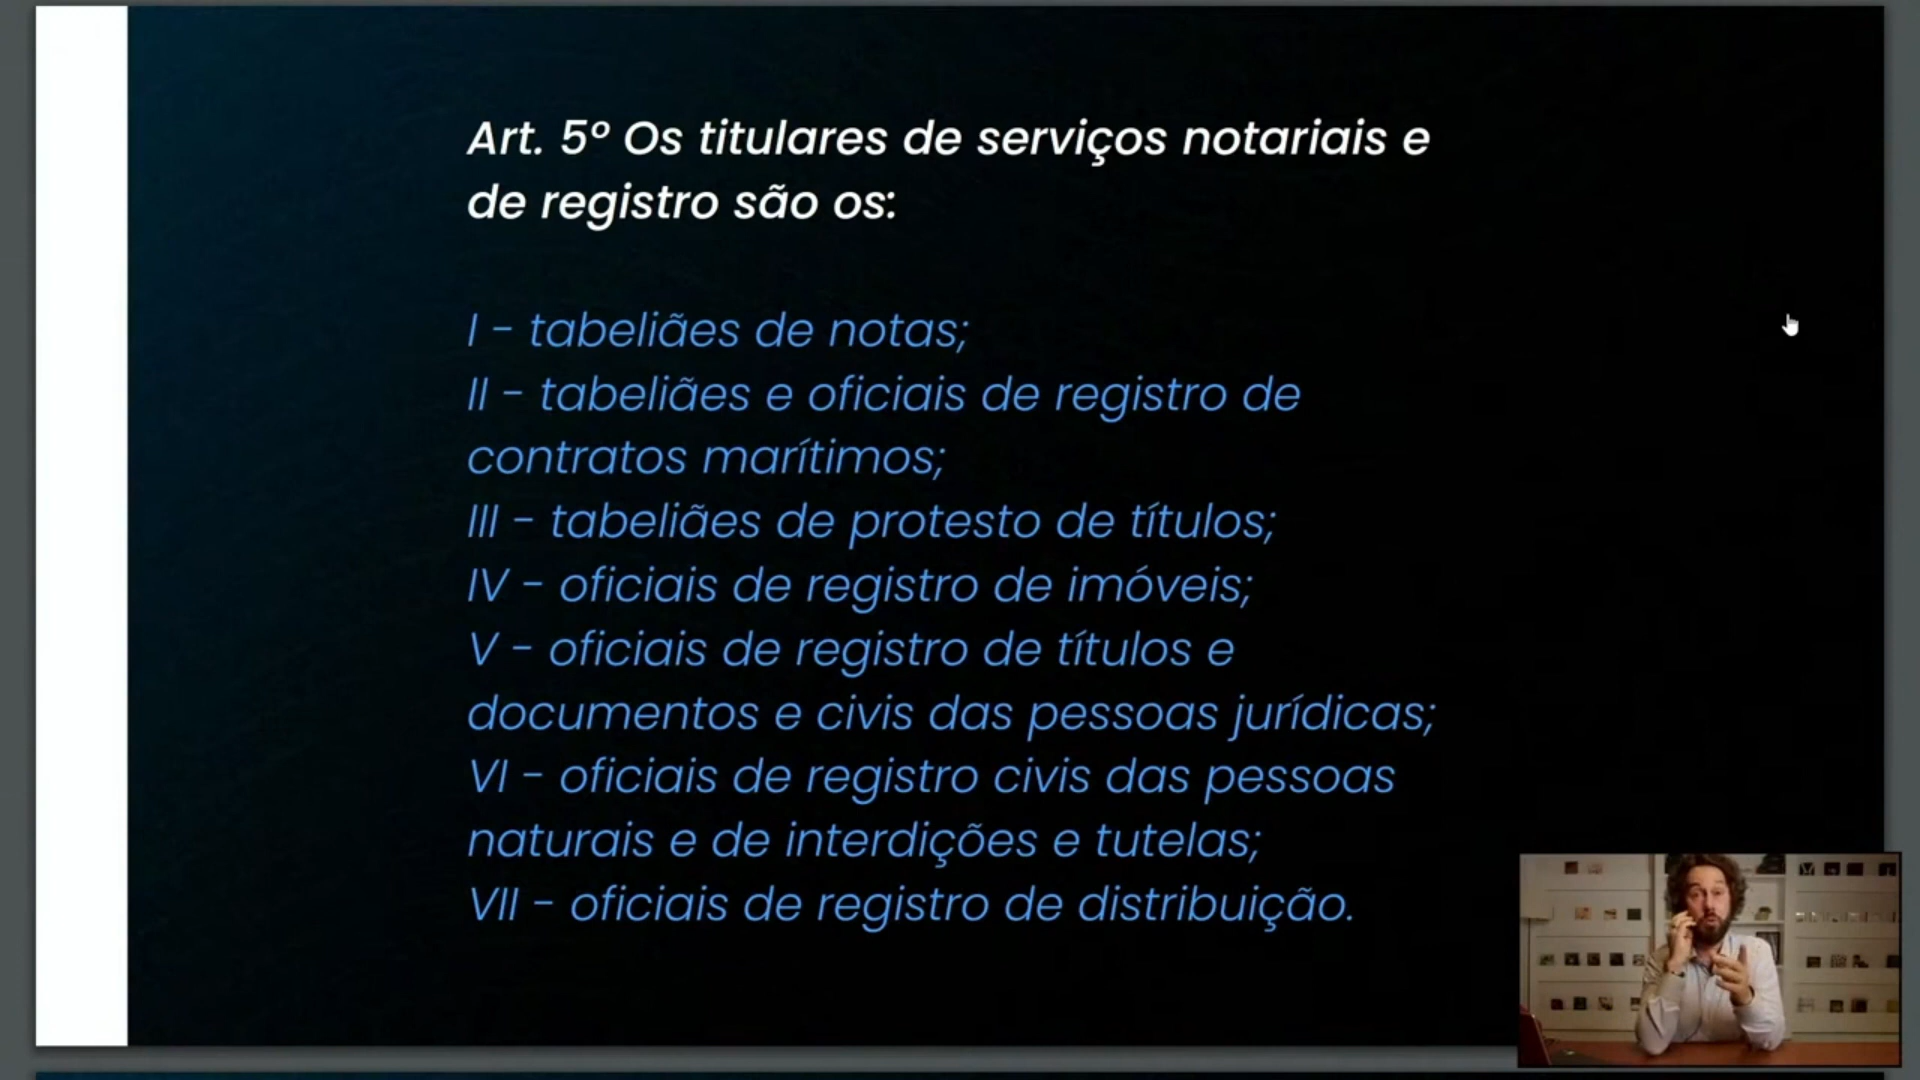 Art. 5º Os titulares de serviços notariais e
de registro são os:
I - tabeliães de notas;
II - tabeliães e oficiais de registro de
contratos marítimos;
III - tabeliães de protesto de títulos;
IV - oficiais de registro de imóveis;
V - oficiais de registro de títulos e
documentos e civis das pessoas jurídicas;
VI - oficiais de registro civis das pessoas
naturais e de interdições e tutelas;
VII - oficiais de registro de distribuição.